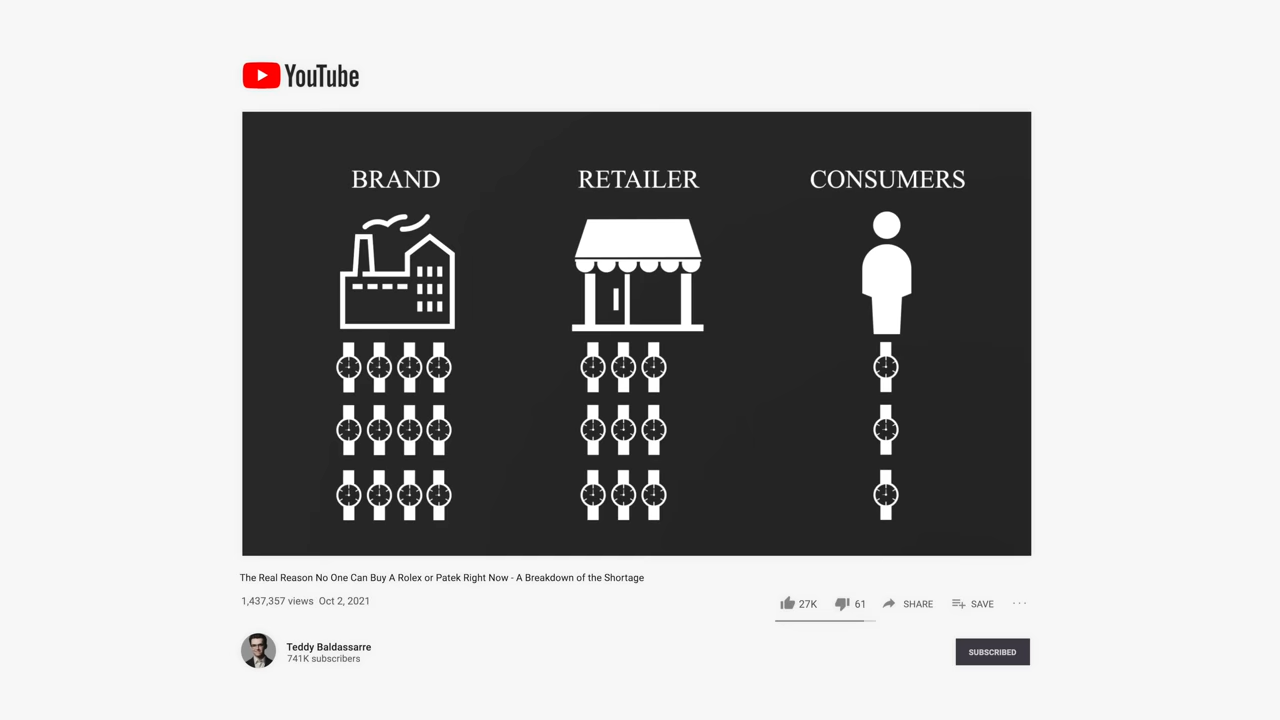 YouTube
BRAND RETAILER CONSUMERS
The Real Reason No One Can Buy A Rolex or Patek Right Now - A Breakdown of the Shortage
1,437,357 views Oct 2, 2021
27K 61 SHARE SAVE ...
Teddy Baldassarre
741K subscribers
SUBSCRIBED